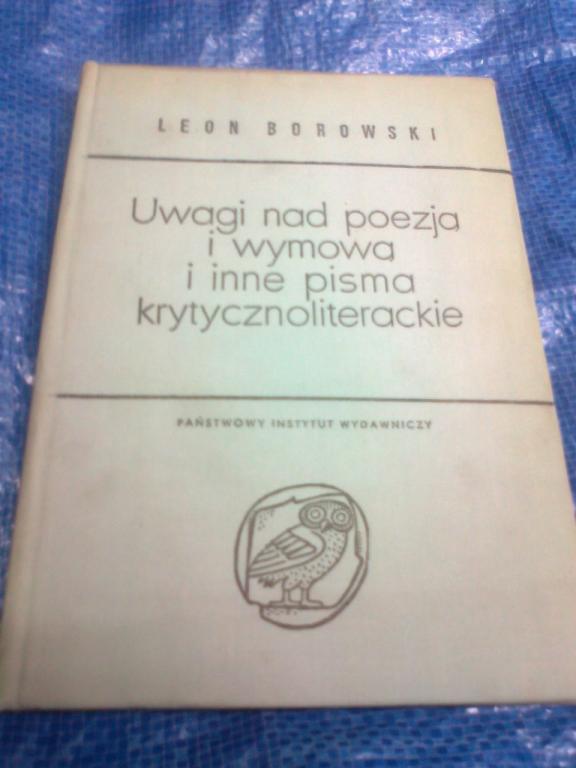 LEON BOROWSKI
Uwagi nad poezją
i wymową
i inne pisma
krytycznoliterackie
PAŃSTWOWY INSTYTUT WYDAWNICZY